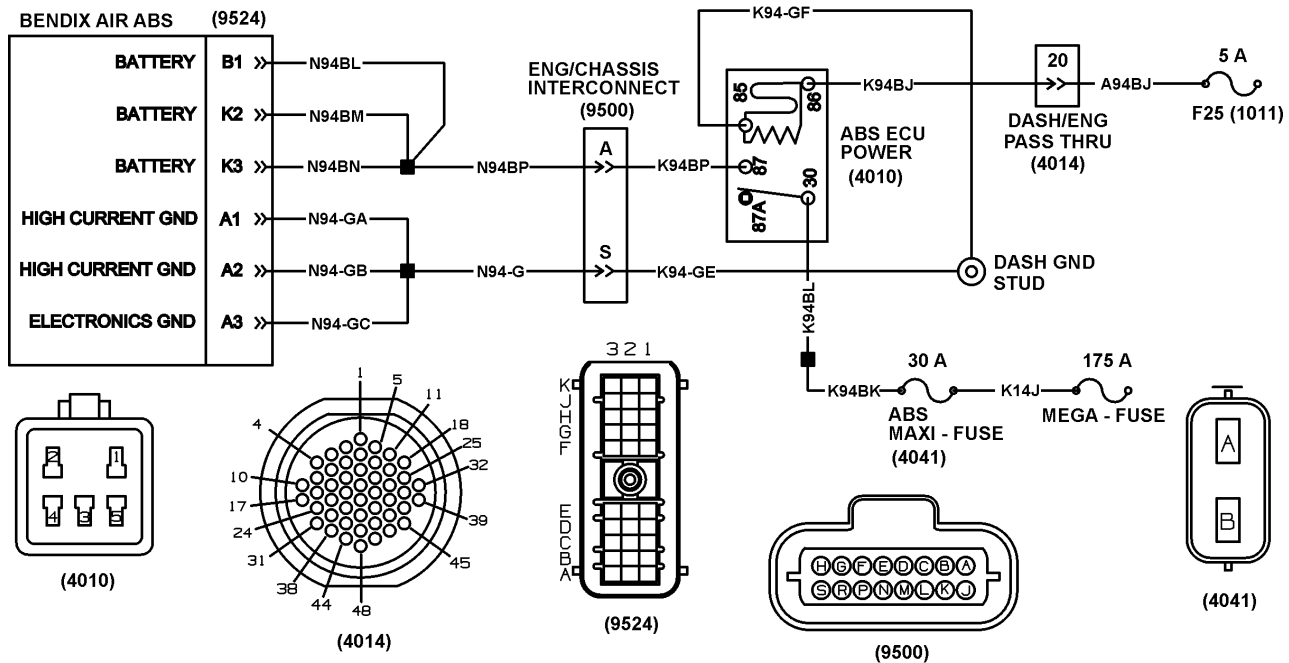 BENDIX AIR ABS (9524)
BATTERY B1 N94BL
BATTERY K2 N94BM
BATTERY K3 N94BN N94BP
HIGH CURRENT GND A1 N94-GA
HIGH CURRENT GND A2 N94-GB N94-G
ELECTRONICS GND A3 N94-GC
ENG/CHASSIS
INTERCONNECT
(9500)
A
S
K94BP
K94-GE
K94-GF
85
86
87
30
87A
ABS ECU
POWER
(4010)
K94BJ
20
DASH/ENG
PASS THRU
(4014)
A94BJ
5 A
F25 (1011)
DASH GND
STUD
K94BL
K94BK
30 A
ABS
MAXI - FUSE
(4041)
K14J
175 A
MEGA - FUSE
2 1
4 3 5
(4010)
1
5
11
18
25
32
39
45
48
44
38
31
24
17
10
4
(4014)
3 2 1
K
J
H
G
F
E
D
C
B
A
(9524)
H G F E D C B A
S R P N M L K J
(9500)
A
B
(4041)